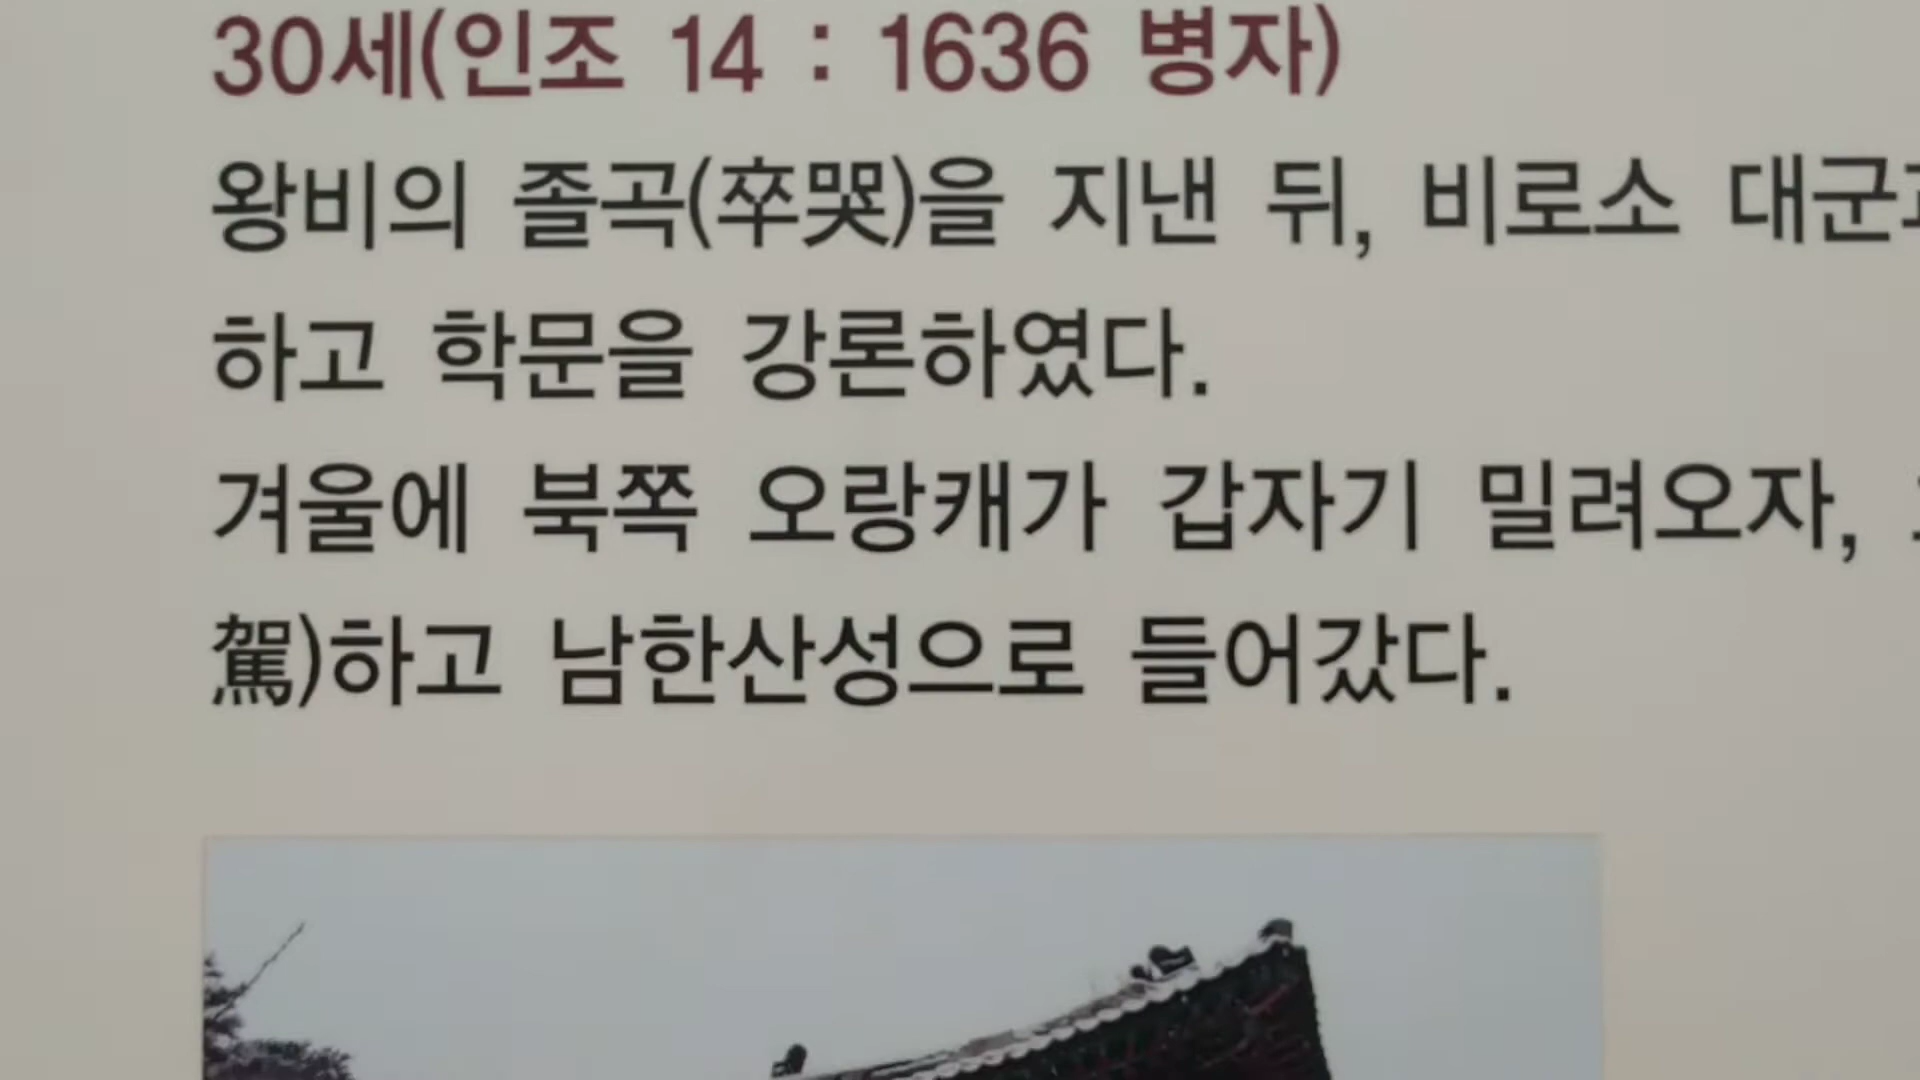 30세(인조 14 : 1636 병자)
왕비의 졸곡(卒哭)을 지낸 뒤, 비로소
하고 학문을 강론하였다.
겨울에 북쪽 오랑캐가 갑자기 밀려오자,
駕)하고 남한산성으로 들어갔다.